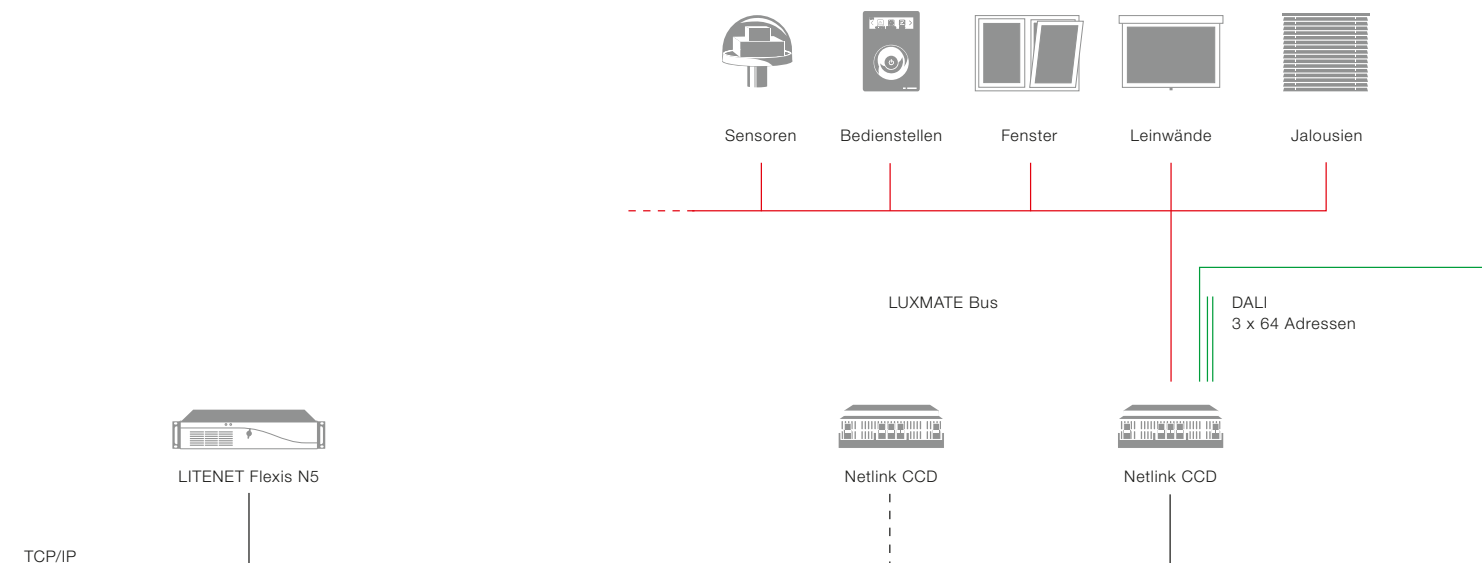 Sensoren
Bedienstellen
Fenster
Leinwände
Jalousien
LUXMATE Bus
DALI
3 x 64 Adressen
LITENET Flexis N5
Netlink CCD
Netlink CCD
TCP/IP